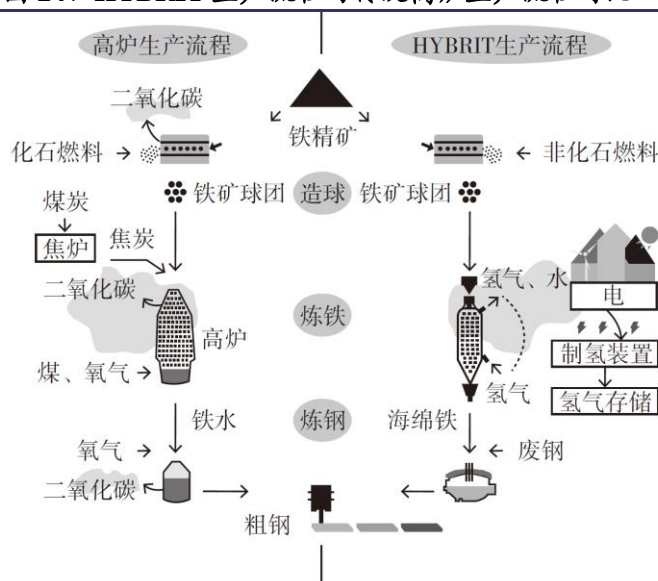 高炉生产流程
HYBRIT生产流程
二氧化碳
铁精矿
化石燃料
非化石燃料
铁矿球团
造球
铁矿球团
煤炭
焦炉
焦炭
二氧化碳
高炉
煤、氧气
炼铁
氢气、水
电
制氢装置
氢气存储
氢气
铁水
炼钢
海绵铁
氧气
废钢
二氧化碳
粗钢